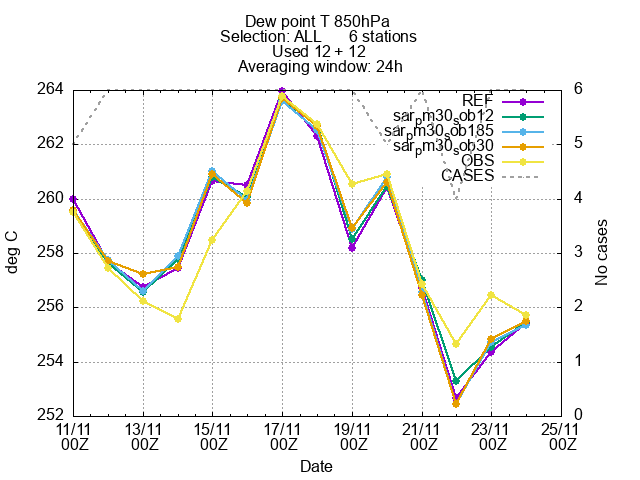 Dew point T 850hPa
Selection: ALL 6 stations
Used 12 + 12
Averaging window: 24h
264
262
260
258
256
254
252
deg C
6
5
4
3
2
1
0
No cases
REF
sar_pm30_sob12
sar_pm30_sob185
sar_pm30_sob30
OBS
CASES
11/11 13/11 15/11 17/11 19/11 21/11 23/11 25/11
00Z 00Z 00Z 00Z 00Z 00Z 00Z 00Z
Date